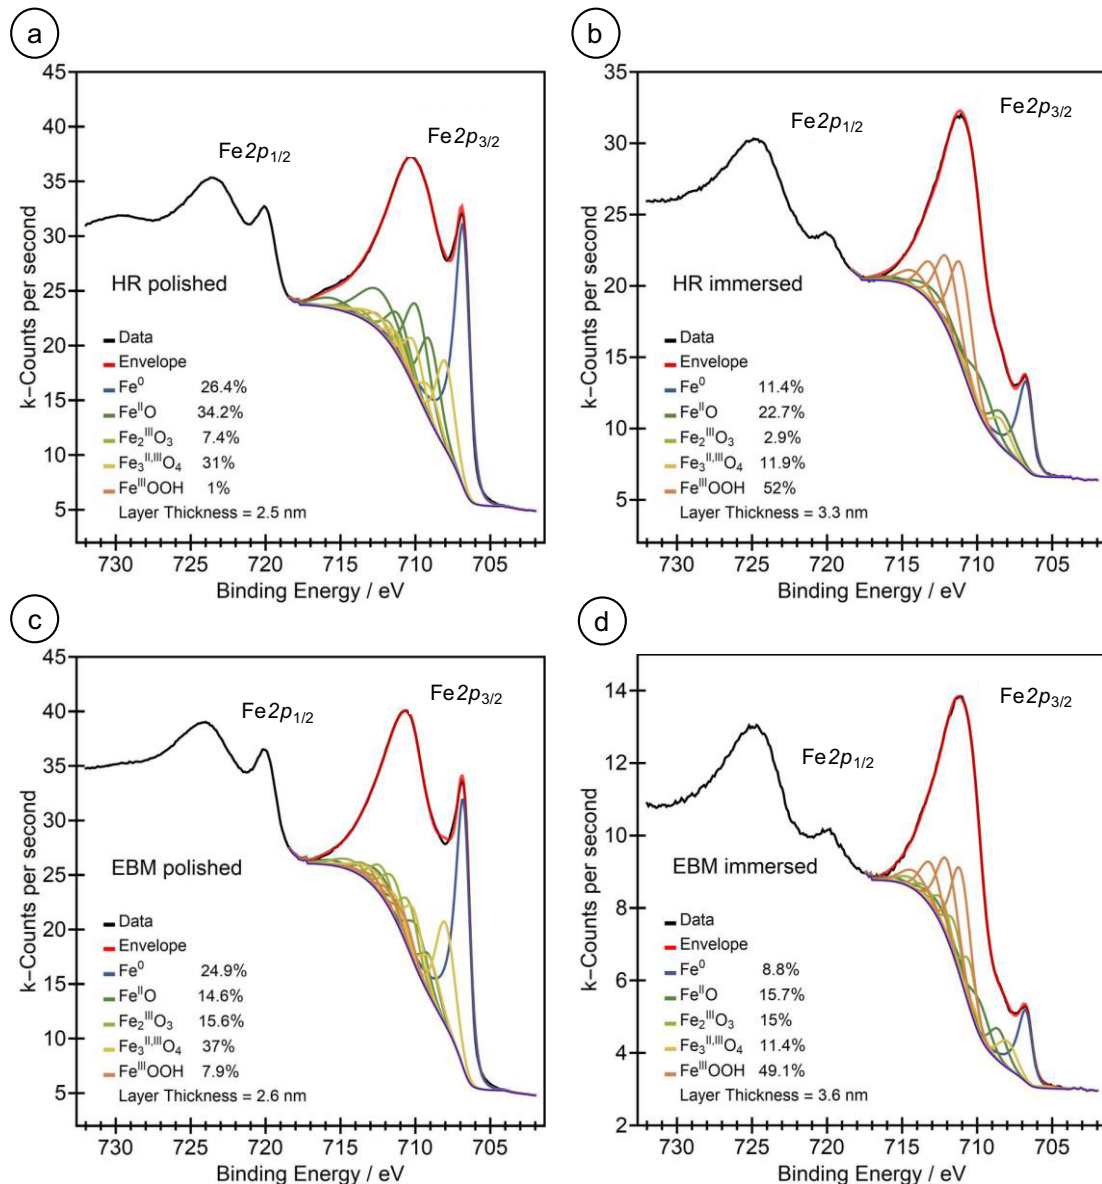 a
45
40
35
30
25
20
15
10
5
k–Counts per second
Fe2p1/2
Fe2p3/2
HR polished
Data
Envelope
Fe⁰ 26.4%
FeᴵᴵO 34.2%
Fe₂ᴵᴵᴵO₃ 7.4%
Fe₃ᴵᴵ,ᴵᴵᴵO₄ 31%
FeᴵᴵᴵOOH 1%
Layer Thickness = 2.5 nm
730 725 720 715 710 705
Binding Energy / eV
b
35
30
25
20
15
10
5
k–Counts per second
Fe2p1/2
Fe2p3/2
HR immersed
Data
Envelope
Fe⁰ 11.4%
FeᴵᴵO 22.7%
Fe₂ᴵᴵᴵO₃ 2.9%
Fe₃ᴵᴵ,ᴵᴵᴵO₄ 11.9%
FeᴵᴵᴵOOH 52%
Layer Thickness = 3.3 nm
730 725 720 715 710 705
Binding Energy / eV
c
45
40
35
30
25
20
15
10
5
k–Counts per second
Fe2p1/2
Fe2p3/2
EBM polished
Data
Envelope
Fe⁰ 24.9%
FeᴵᴵO 14.6%
Fe₂ᴵᴵᴵO₃ 15.6%
Fe₃ᴵᴵ,ᴵᴵᴵO₄ 37%
FeᴵᴵᴵOOH 7.9%
Layer Thickness = 2.6 nm
730 725 720 715 710 705
Binding Energy / eV
d
14
12
10
8
6
4
2
k–Counts per second
Fe2p1/2
Fe2p3/2
EBM immersed
Data
Envelope
Fe⁰ 8.8%
FeᴵᴵO 15.7%
Fe₂ᴵᴵᴵO₃ 15%
Fe₃ᴵᴵ,ᴵᴵᴵO₄ 11.4%
FeᴵᴵᴵOOH 49.1%
Layer Thickness = 3.6 nm
730 725 720 715 710 705
Binding Energy / eV